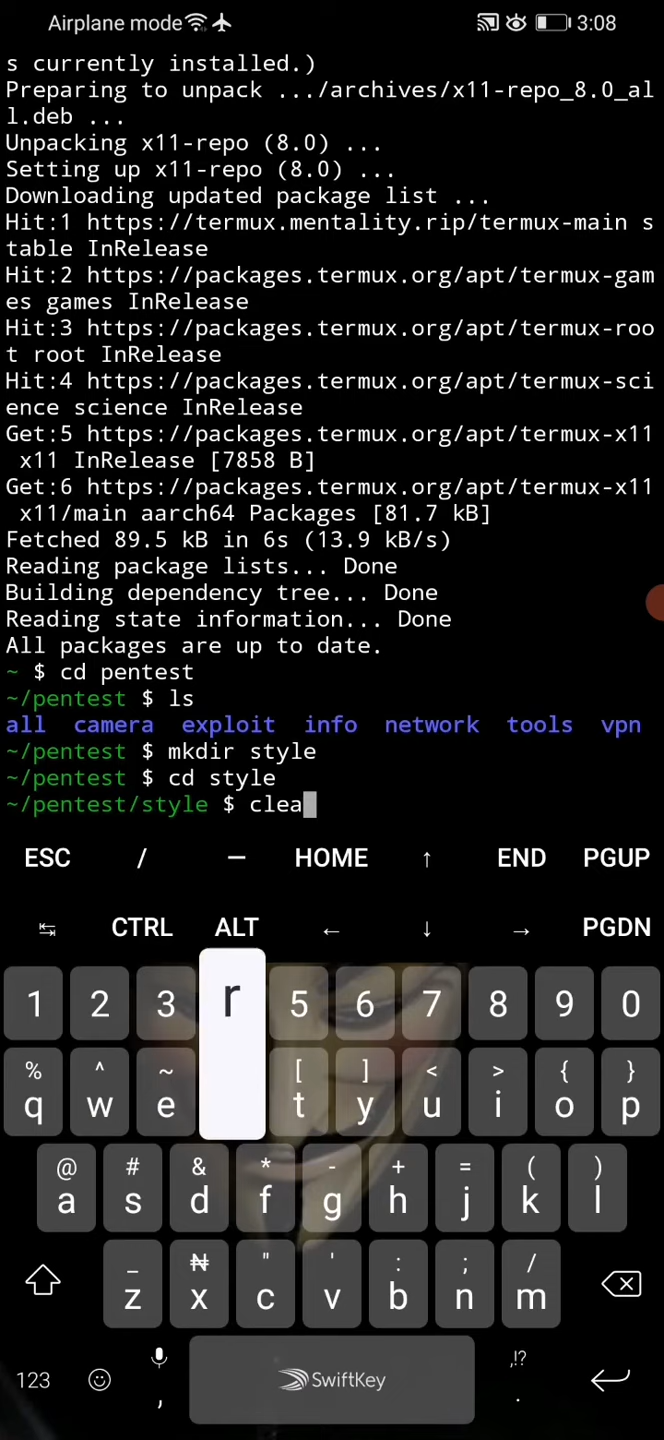 Airplane mode 3:08
s currently installed.)
Preparing to unpack .../archives/x11-repo_8.0_al
l.deb ...
Unpacking x11-repo (8.0) ...
Setting up x11-repo (8.0) ...
Downloading updated package list ...
Hit:1 https://termux.mentality.rip/termux-main s
table InRelease
Hit:2 https://packages.termux.org/apt/termux-gam
es games InRelease
Hit:3 https://packages.termux.org/apt/termux-roo
t root InRelease
Hit:4 https://packages.termux.org/apt/termux-sci
ence science InRelease
Get:5 https://packages.termux.org/apt/termux-x11
 x11 InRelease [7858 B]
Get:6 https://packages.termux.org/apt/termux-x11
 x11/main aarch64 Packages [81.7 kB]
Fetched 89.5 kB in 6s (13.9 kB/s)
Reading package lists... Done
Building dependency tree... Done
Reading state information... Done
All packages are up to date.
~ $ cd pentest
~/pentest $ ls
all camera exploit info network tools vpn
~/pentest $ mkdir style
~/pentest $ cd style
~/pentest/style $ clea
ESC / — HOME ↑ END PGUP
↹ CTRL ALT ← ↓ → PGDN
1 2 3 r 5 6 7 8 9 0
% ^ ~ [ ] < > { }
q w e t y u i o p
@ # & * - + = ( )
a s d f g h j k l
_ ₦ " ' : ; /
z x c v b n m
123 , SwiftKey ,!? .